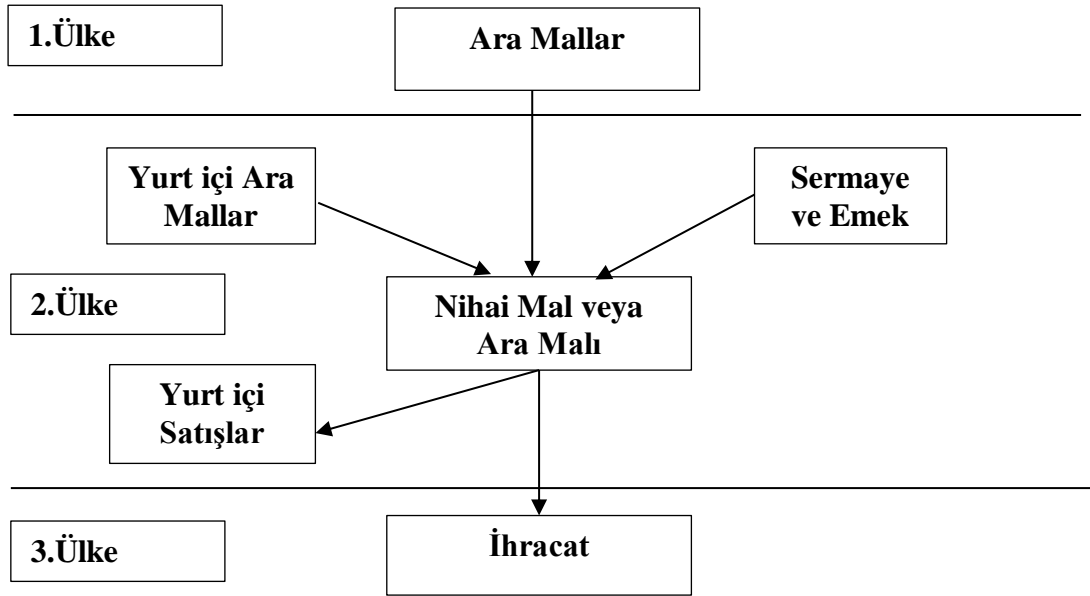 1.Ülke
Ara Mallar
Yurt içi Ara
Mallar
Sermaye
ve Emek
2.Ülke
Nihai Mal veya
Ara Malı
Yurt içi
Satışlar
3.Ülke
İhracat